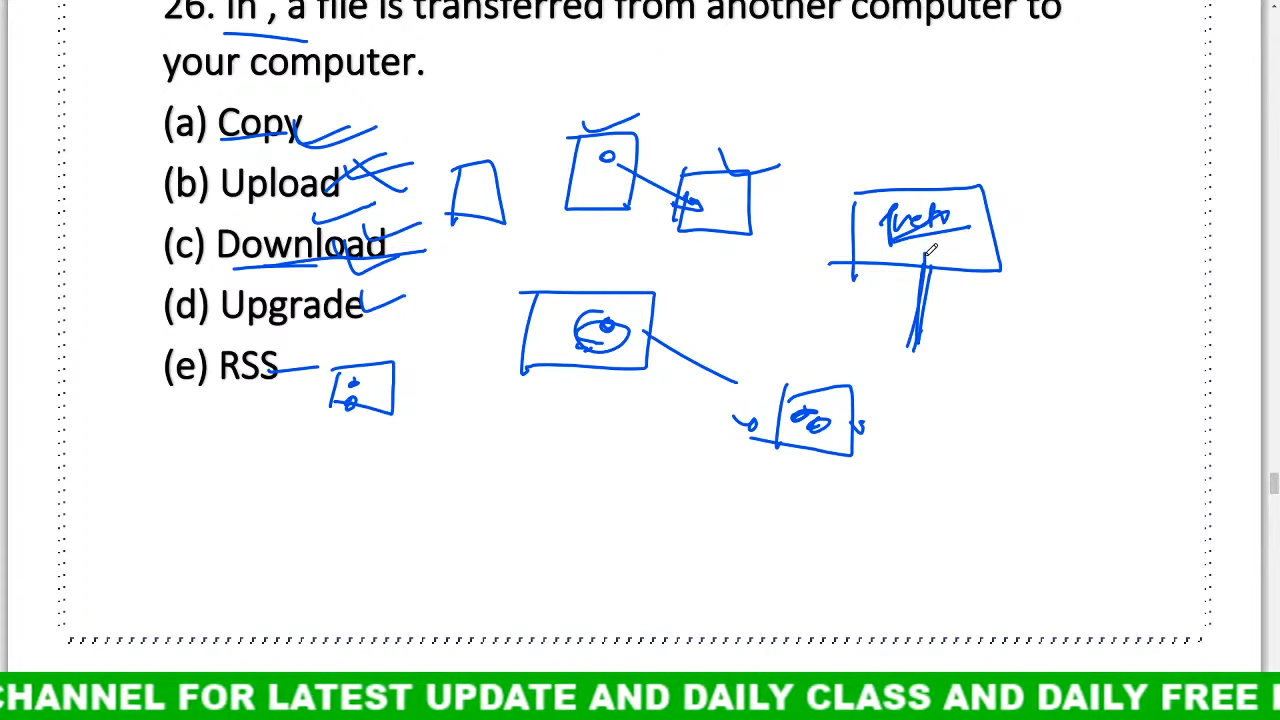 26. In , a file is transferred from another computer to
your computer.
(a) Copy
(b) Upload
(c) Download
(d) Upgrade
(e) RSS
CHANNEL FOR LATEST UPDATE AND DAILY CLASS AND DAILY FREE